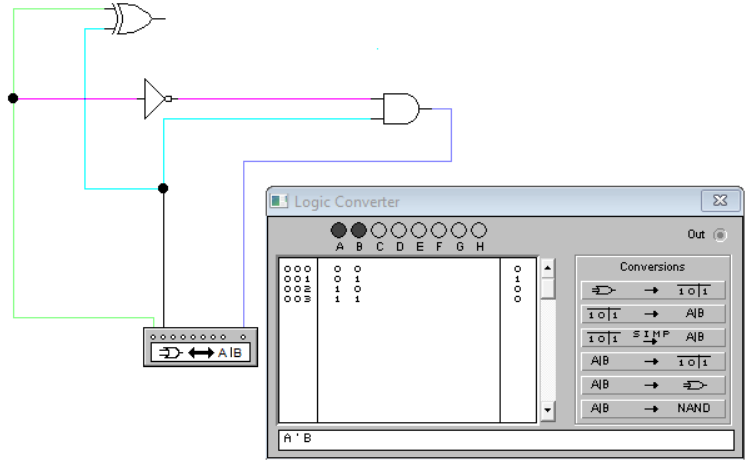 Logic Converter
Out
A B C D E F G H
000 0 0 0
001 0 1 1
002 1 0 0
003 1 1 0
Conversions
→ 1 0 1
1 0 1 → A|B
1 0 1 SIMP → A|B
A|B → 1 0 1
A|B →
A|B → NAND
A|B
A'B